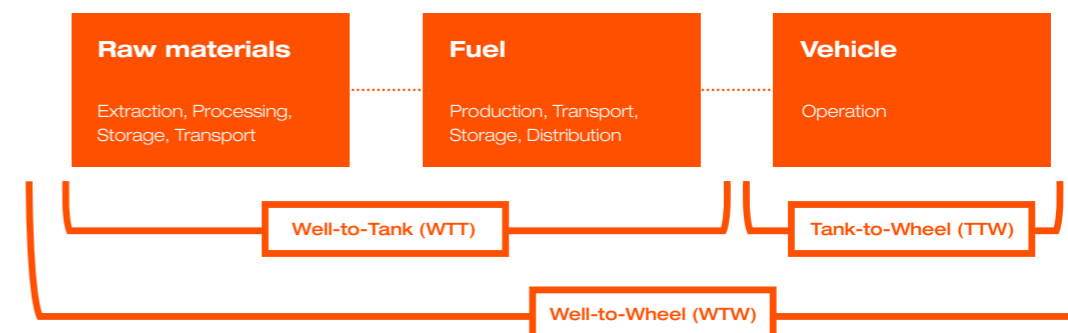 Raw materials
Extraction, Processing,
Storage, Transport
Fuel
Production, Transport,
Storage, Distribution
Vehicle
Operation
Well-to-Tank (WTT)
Tank-to-Wheel (TTW)
Well-to-Wheel (WTW)